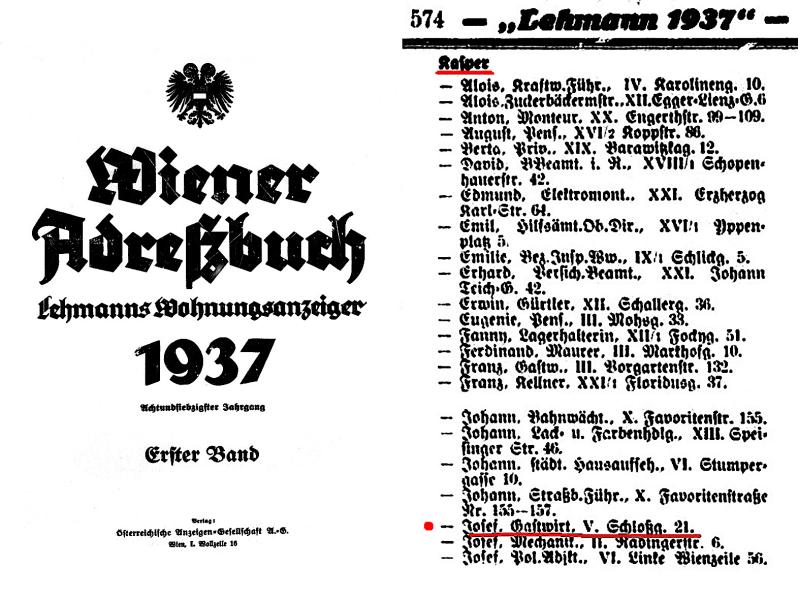 Wiener
Adreßbuch
Lehmanns Wohnungsanzeiger
1937
Achtundsiebzigster Jahrgang
Erster Band
Verlag:
Österreichische Anzeigen-Gesellschaft A.-G.
Wien, I. Wollzeile 16
574 — „Lehmann 1937“ —
Kasper
— Alois, Kraftw.Führ., IV. Karolineng. 10.
— Alois, Zuckerbäckermstr., XII. Egger-Lienz-G. 6
— Anton, Monteur, XX. Engerthstr. 99—109.
— August, Pens., XVI/2 Koppstr. 86.
— Berta, Priv., XIX. Barawitzkag. 12.
— David, BBeamt. i. R., XVIII/1 Schopen-
hauerstr. 42.
— Edmund, Elektromont., XXI. Erzherzog
Karl-Str. 64.
— Emil, Hilfsämt.Ob.Dir., XVI/1 Yppen-
platz 5.
— Emilie, Bez.Insp.Ww., IX/1 Schlickg. 5.
— Erhard, Versich.Beamt., XXI. Johann
Teich-G. 42.
— Erwin, Gürtler, XII. Schallerg. 36.
— Eugenie, Pens., III. Mohsg. 33.
— Fanny, Lagerhalterin, XII/1 Fockyg. 51.
— Ferdinand, Maurer, III. Markhofg. 10.
— Franz, Gastw., III. Vorgartenstr. 132.
— Franz, Kellner, XXI/1 Floridusg. 37.
— Johann, Bahnwächt., X. Favoritenstr. 155.
— Johann, Lack- u. Farbenhdlg., XIII. Spei-
singer Str. 46.
— Johann, städt. Hausaufseh., VI. Stumper-
gasse 10.
— Johann, Straßb.Führ., X. Favoritenstraße
Nr. 155—157.
— Josef, Gastwirt, V. Schloßg. 21.
— Josef, Mechanik., II. Radingerstr. 6.
— Josef, Pol.Adjkt., VI. Linke Wienzeile 56.